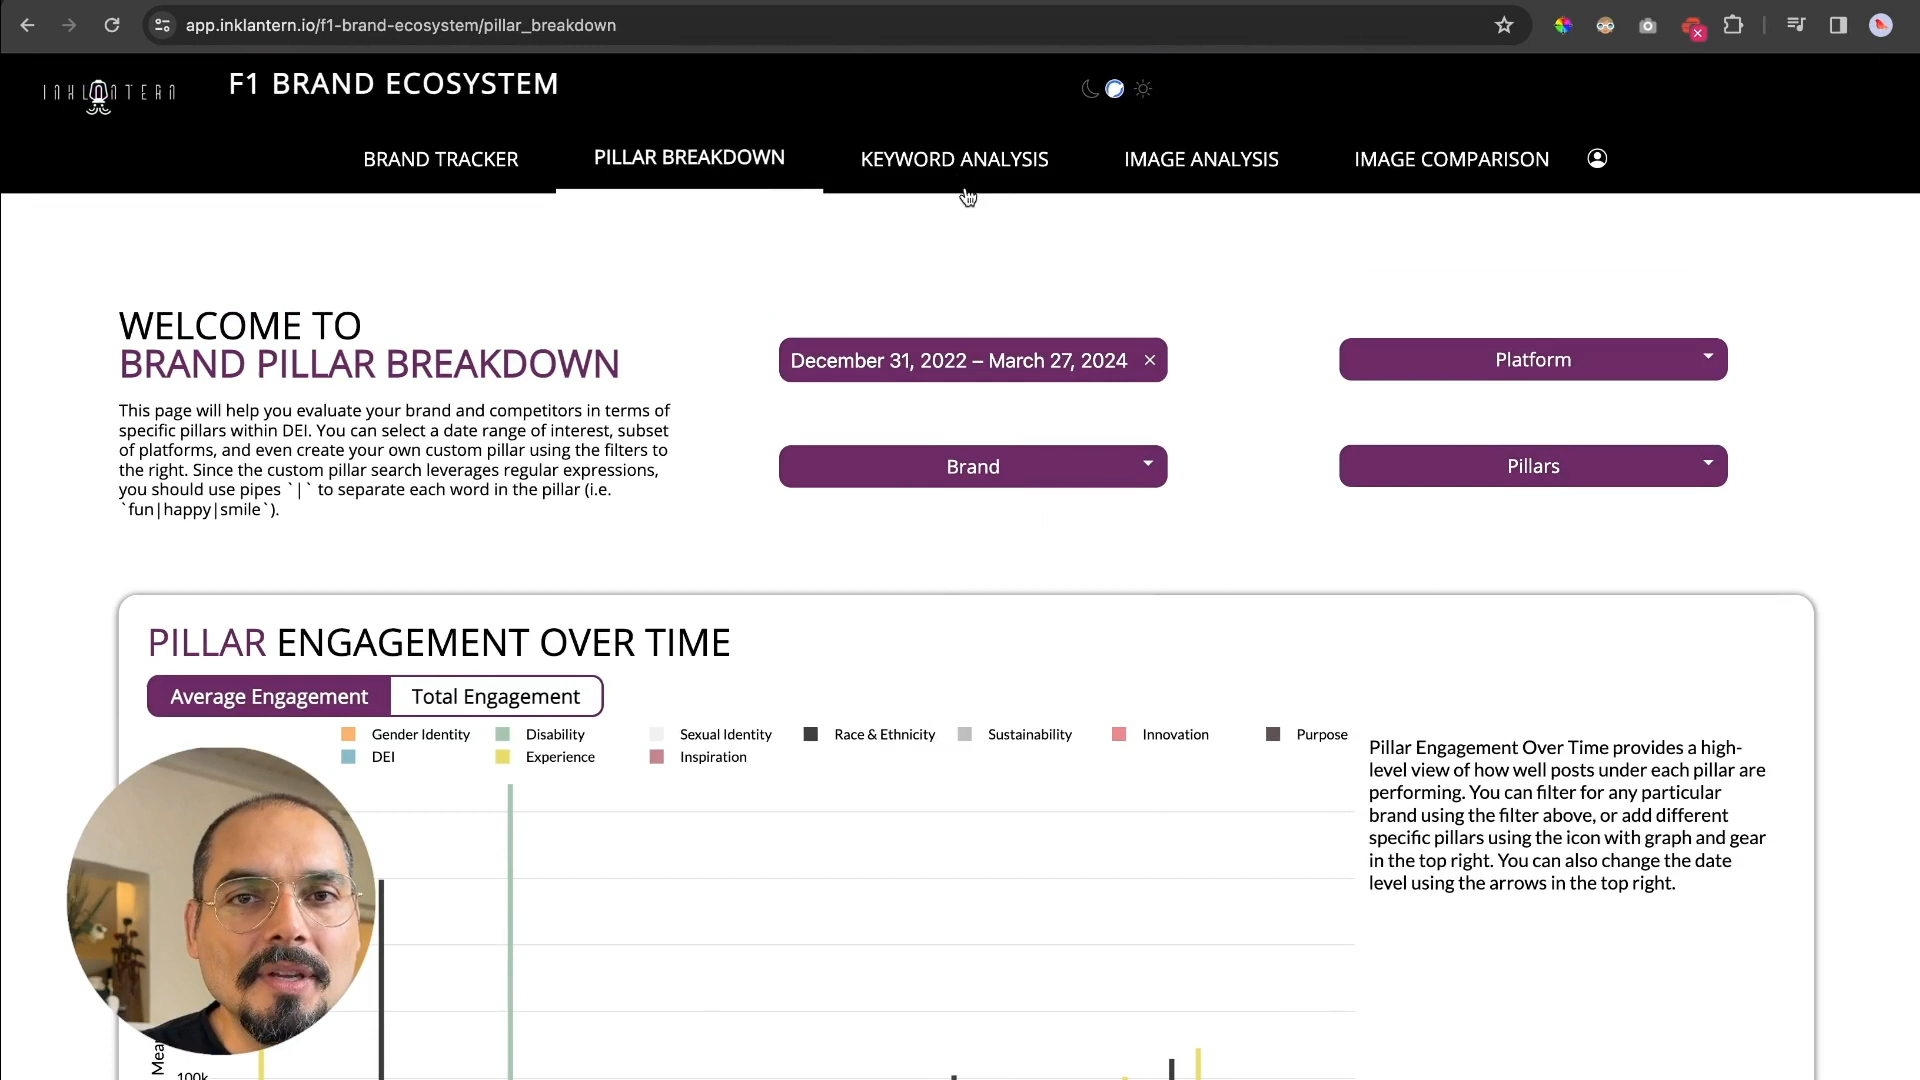 app.inklantern.io/f1-brand-ecosystem/pillar_breakdown
INKLANTERN
F1 BRAND ECOSYSTEM
BRAND TRACKER
PILLAR BREAKDOWN
KEYWORD ANALYSIS
IMAGE ANALYSIS
IMAGE COMPARISON
WELCOME TO
BRAND PILLAR BREAKDOWN
This page will help you evaluate your brand and competitors in terms of
specific pillars within DEI. You can select a date range of interest, subset
of platforms, and even create your own custom pillar using the filters to
the right. Since the custom pillar search leverages regular expressions,
you should use pipes `|` to separate each word in the pillar (i.e.
`fun|happy|smile`).
December 31, 2022 – March 27, 2024 ×
Platform
Brand
Pillars
PILLAR ENGAGEMENT OVER TIME
Average Engagement
Total Engagement
Gender Identity
Disability
Sexual Identity
Race & Ethnicity
Sustainability
Innovation
Purpose
DEI
Experience
Inspiration
Pillar Engagement Over Time provides a high-
level view of how well posts under each pillar are
performing. You can filter for any particular
brand using the filter above, or add different
specific pillars using the icon with graph and gear
in the top right. You can also change the date
level using the arrows in the top right.
100k